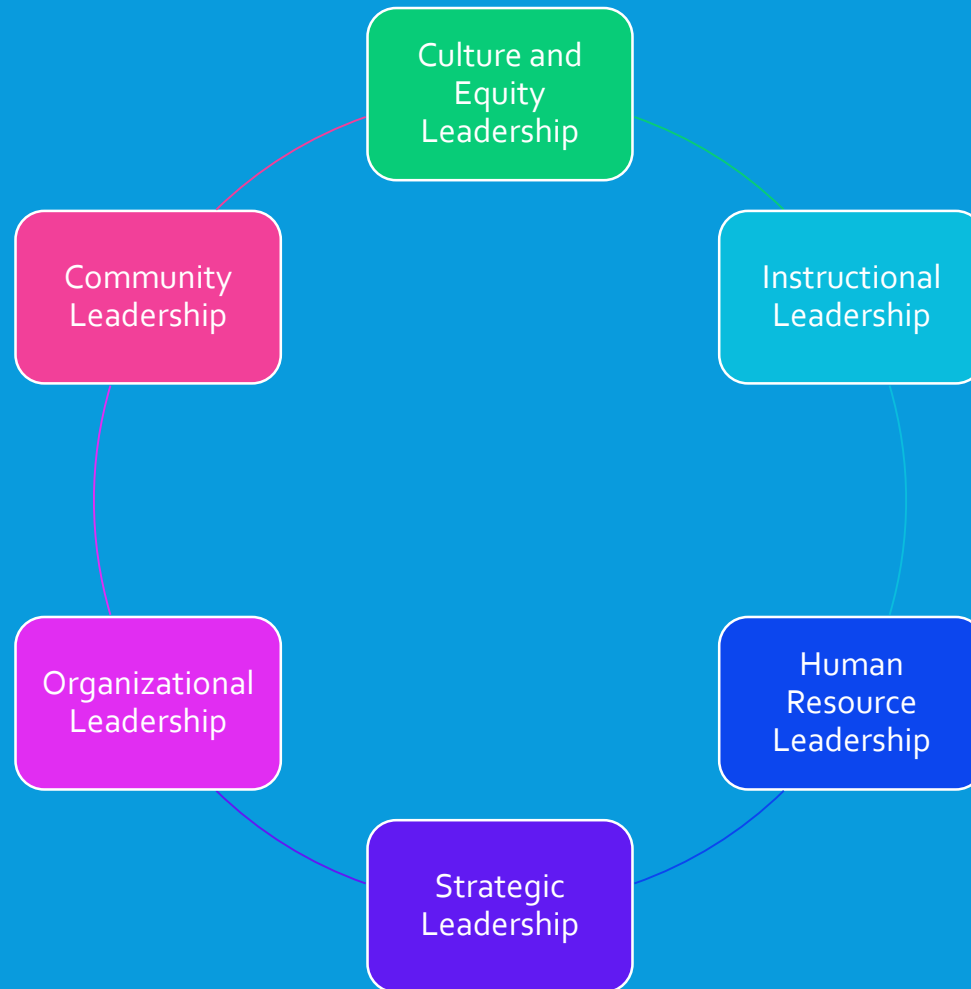 Culture and
Equity
Leadership
Instructional
Leadership
Human
Resource
Leadership
Strategic
Leadership
Organizational
Leadership
Community
Leadership